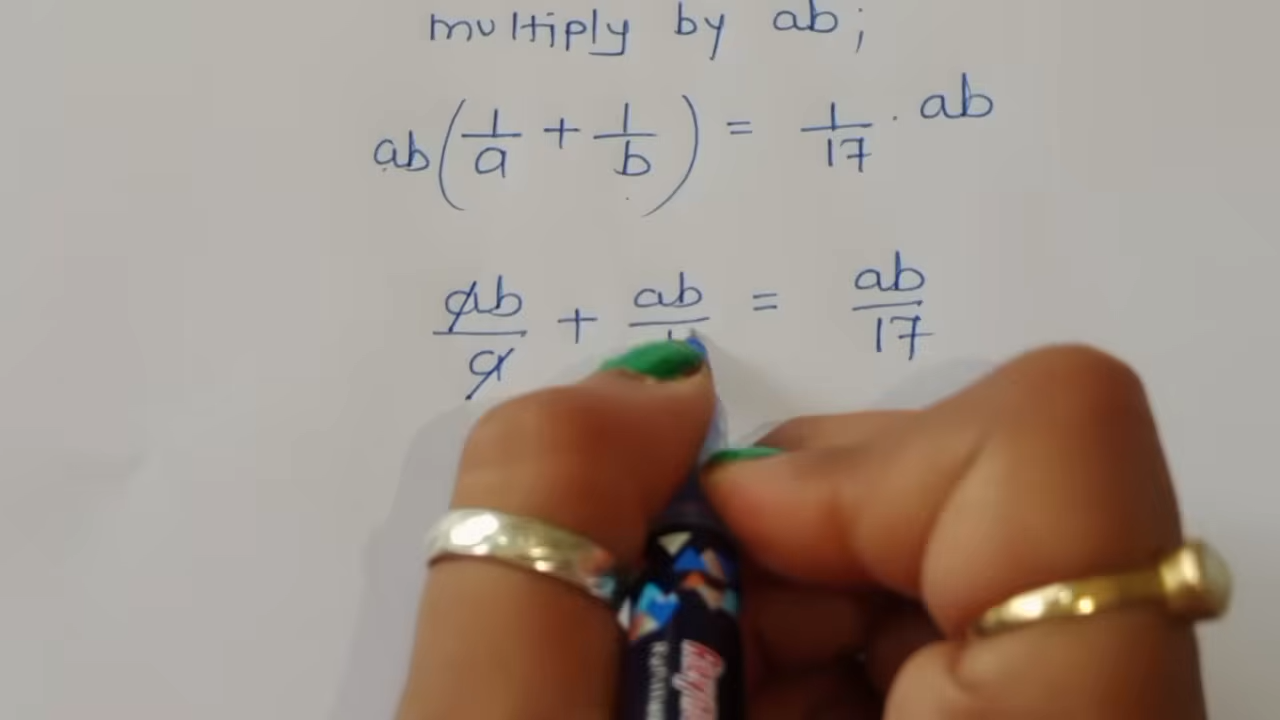 multiply by ab;
ab(1/a + 1/b) = 1/17 . ab
ab/a + ab/ = ab/17